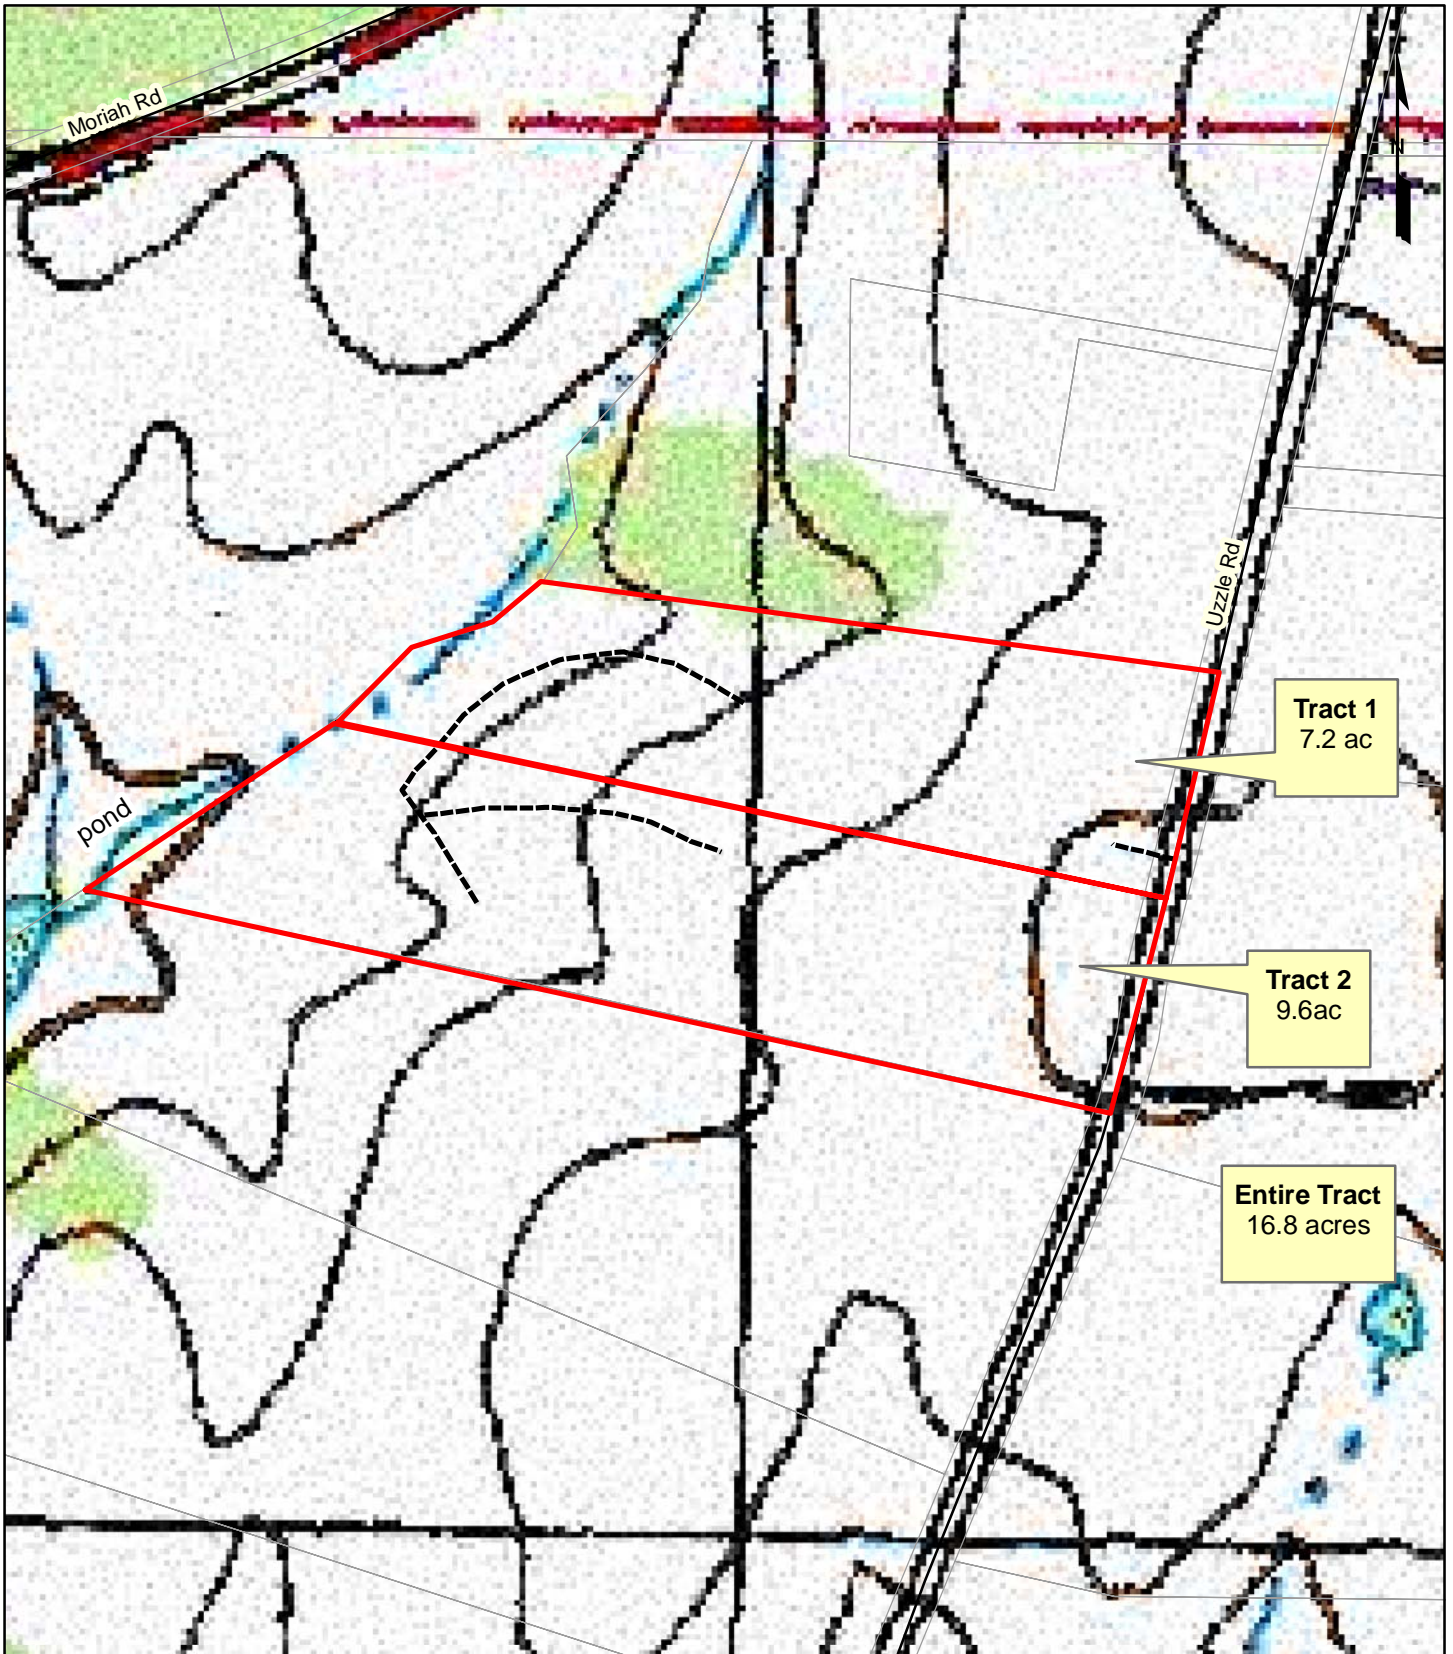 Moriah Rd
N
Uzzle Rd
Tract 1
7.2 ac
pond
Tract 2
9.6ac
Entire Tract
16.8 acres